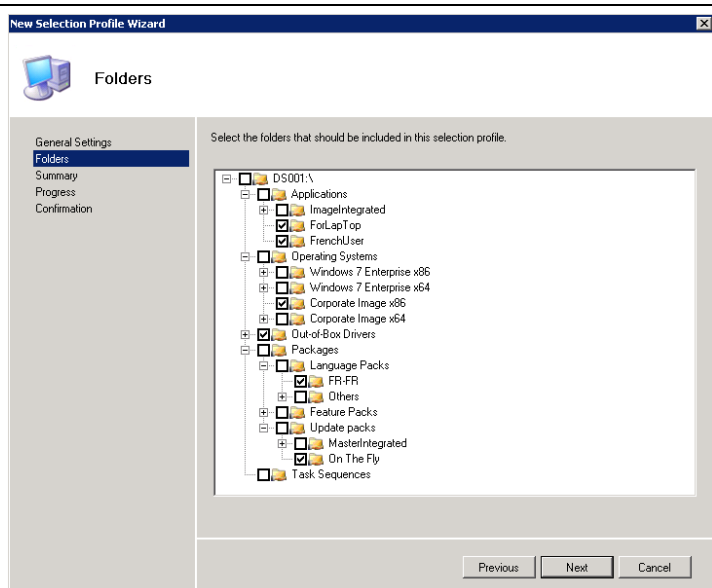 New Selection Profile Wizard
Folders
General Settings
Folders
Summary
Progress
Confirmation
Select the folders that should be included in this selection profile.
DS001:\
Applications
ImageIntegrated
ForLapTop
FrenchUser
Operating Systems
Windows 7 Enterprise x86
Windows 7 Enterprise x64
Corporate Image x86
Corporate Image x64
Out-of-Box Drivers
Packages
Language Packs
FR-FR
Others
Feature Packs
Update packs
MasterIntegrated
On The Fly
Task Sequences
Previous
Next
Cancel